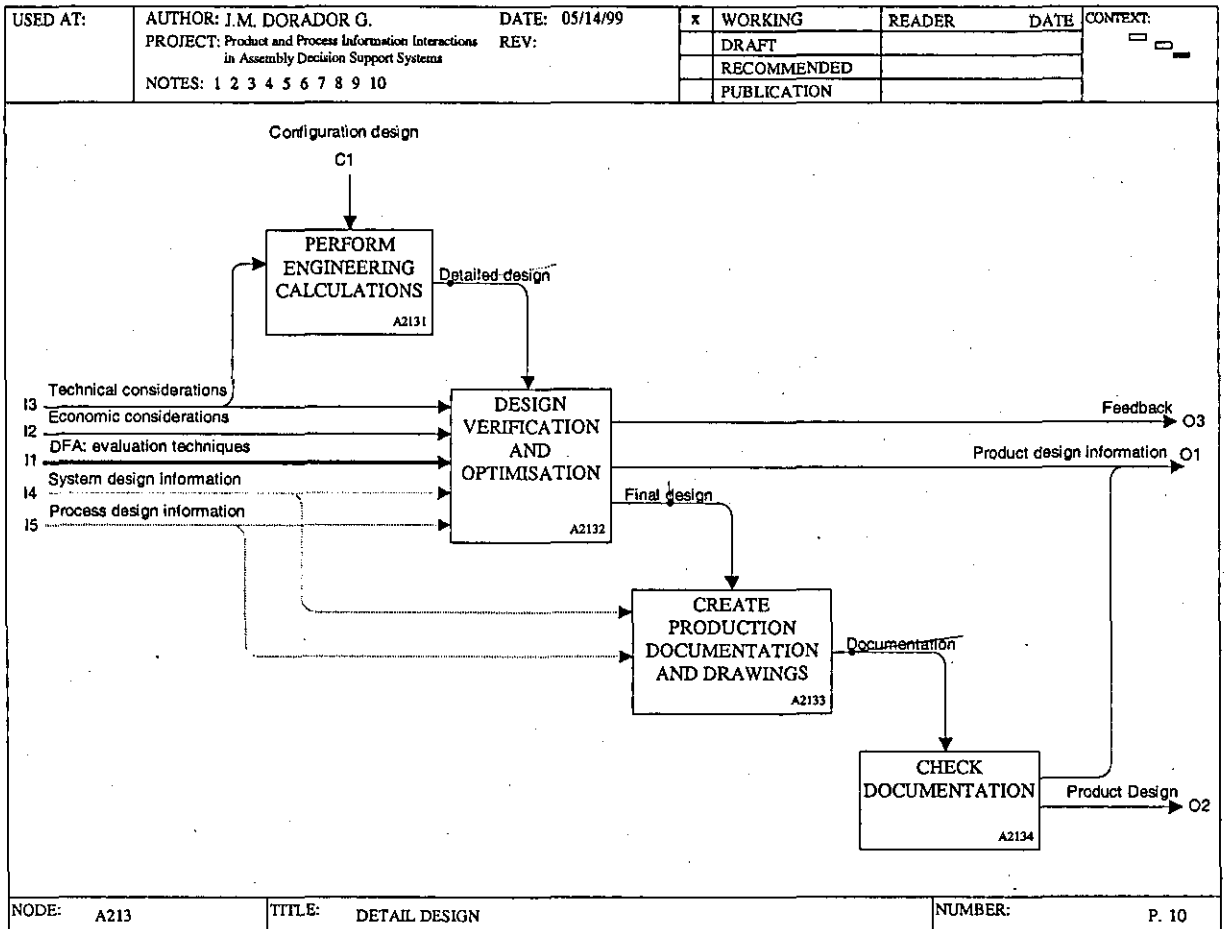 USED AT:
AUTHOR: J.M. DORADOR G.
DATE: 05/14/99
PROJECT: Product and Process Information Interactions
in Assembly Decision Support Systems
REV:
NOTES: 1 2 3 4 5 6 7 8 9 10
x WORKING
DRAFT
RECOMMENDED
PUBLICATION
READER DATE
CONTEXT:
Configuration design
C1
PERFORM
ENGINEERING
CALCULATIONS
A2131
Detailed design
I3 Technical considerations
I2 Economic considerations
I1 DFA: evaluation techniques
I4 System design information
I5 Process design information
DESIGN
VERIFICATION
AND
OPTIMISATION
A2132
Feedback O3
Product design information O1
Final design
CREATE
PRODUCTION
DOCUMENTATION
AND DRAWINGS
A2133
Documentation
CHECK
DOCUMENTATION
A2134
Product Design O2
NODE: A213
TITLE: DETAIL DESIGN
NUMBER: P. 10